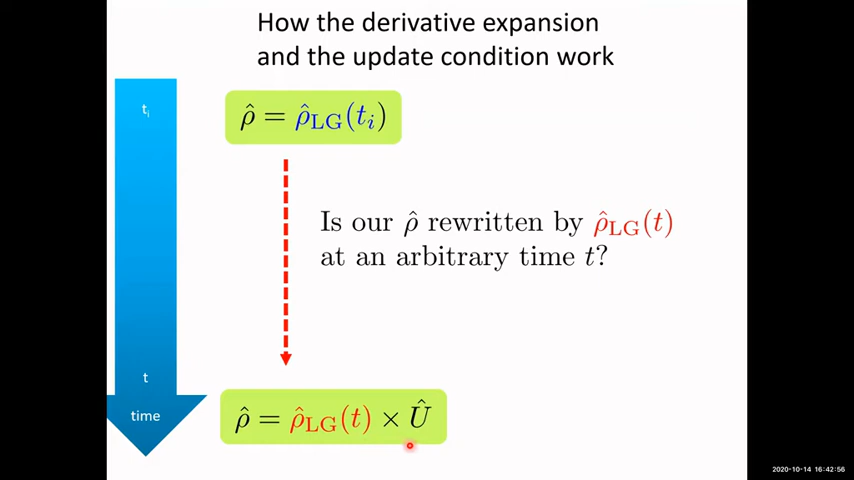 How the derivative expansion
and the update condition work
tᵢ
ρ̂ = ρ̂_LG(tᵢ)
Is our ρ̂ rewritten by ρ̂_LG(t)
at an arbitrary time t?
t
time
ρ̂ = ρ̂_LG(t) × Û
2020-10-14 16:42:56